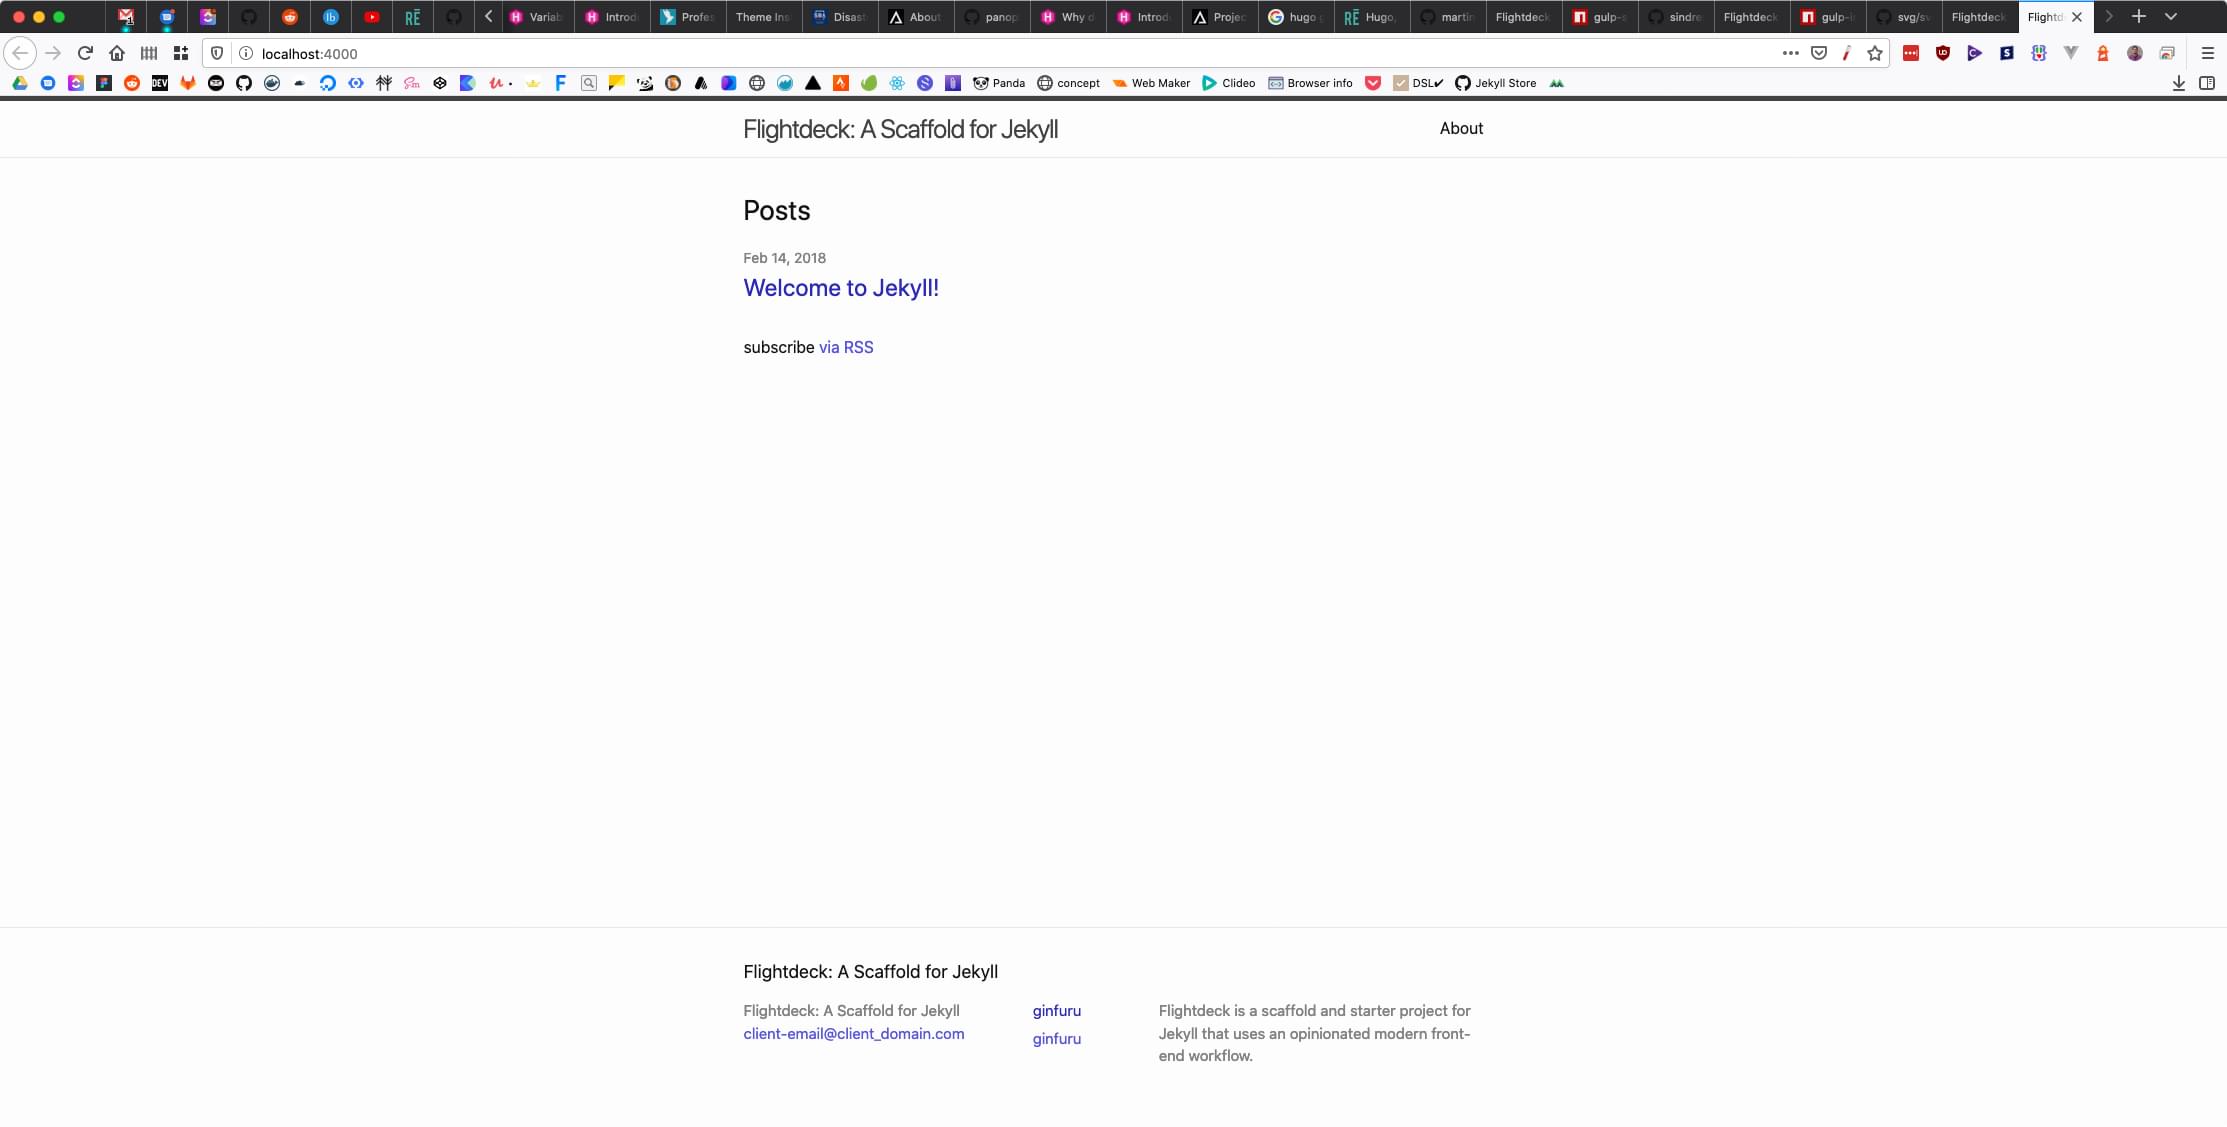 Variab
Introd
Profes
Theme Ins
Disast
About
panop
Why d
Introd
Projec
hugo g
Hugo,
martin
Flightdeck
gulp-s
sindre
Flightdeck
gulp-i
svg/sv
Flightdeck
Flightd
localhost:4000
Panda
concept
Web Maker
Clideo
Browser info
DSL✔
Jekyll Store
Flightdeck: A Scaffold for Jekyll
About
Posts
Feb 14, 2018
Welcome to Jekyll!
subscribe via RSS
Flightdeck: A Scaffold for Jekyll
Flightdeck: A Scaffold for Jekyll
client-email@client_domain.com
ginfuru
ginfuru
Flightdeck is a scaffold and starter project for
Jekyll that uses an opinionated modern front-
end workflow.